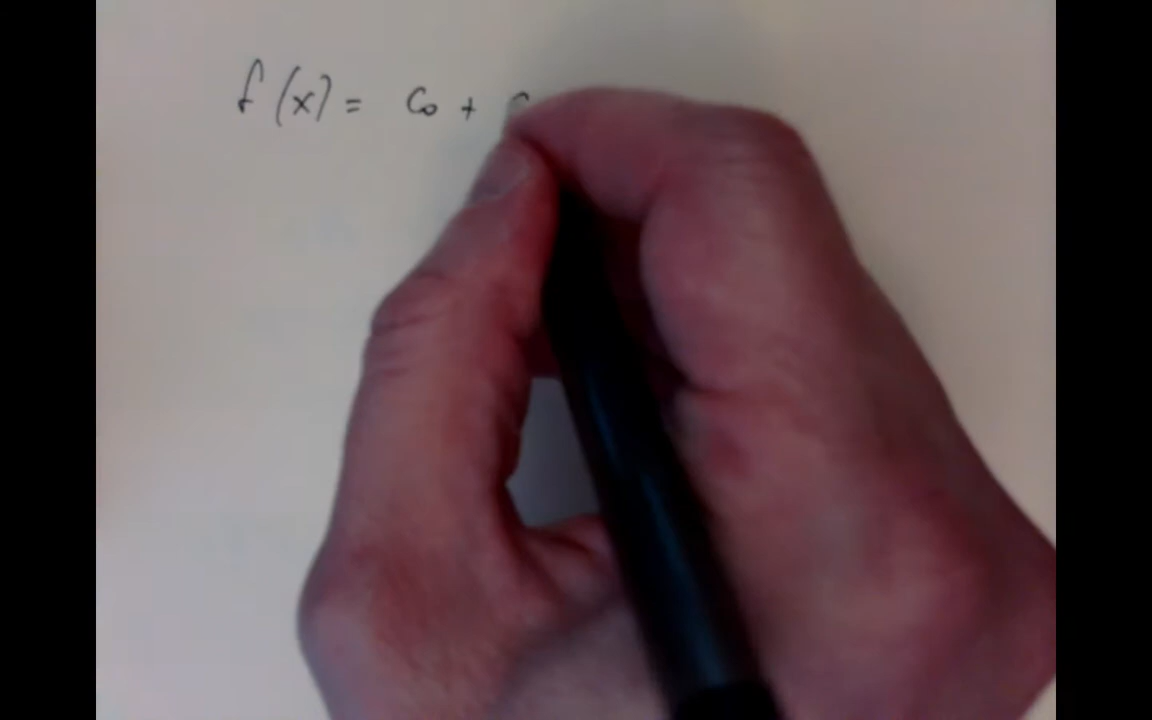 f(x) = c₀ +